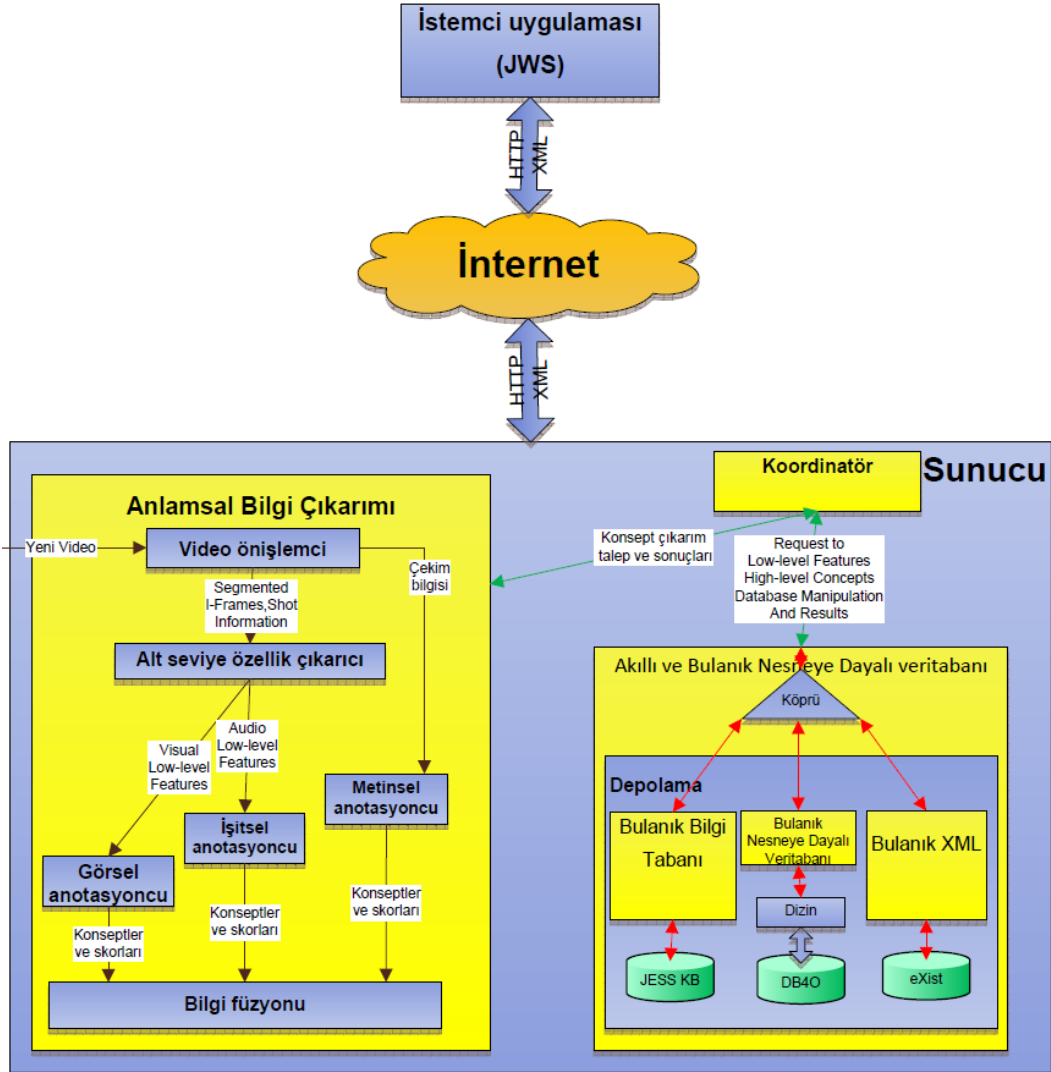 İstemci uygulaması
(JWS)
HTTP
XML
İnternet
HTTP
XML
Sunucu
Koordinatör
Anlamsal Bilgi Çıkarımı
Yeni Video
Video önişlemci
Çekim
bilgisi
Segmented
I-Frames,Shot
Information
Alt seviye özellik çıkarıcı
Visual
Low-level
Features
Audio
Low-level
Features
Metinsel
anotasyoncu
İşitsel
anotasyoncu
Görsel
anotasyoncu
Konseptler
ve skorları
Konseptler
ve skorları
Konseptler
ve skorları
Bilgi füzyonu
Konsept çıkarım
talep ve sonuçları
Request to
Low-level Features
High-level Concepts
Database Manipulation
And Results
Akıllı ve Bulanık Nesneye Dayalı veritabanı
Köprü
Depolama
Bulanık Bilgi
Tabanı
Bulanık
Nesneye Dayalı
Veritabanı
Bulanık XML
Dizin
JESS KB
DB4O
eXist